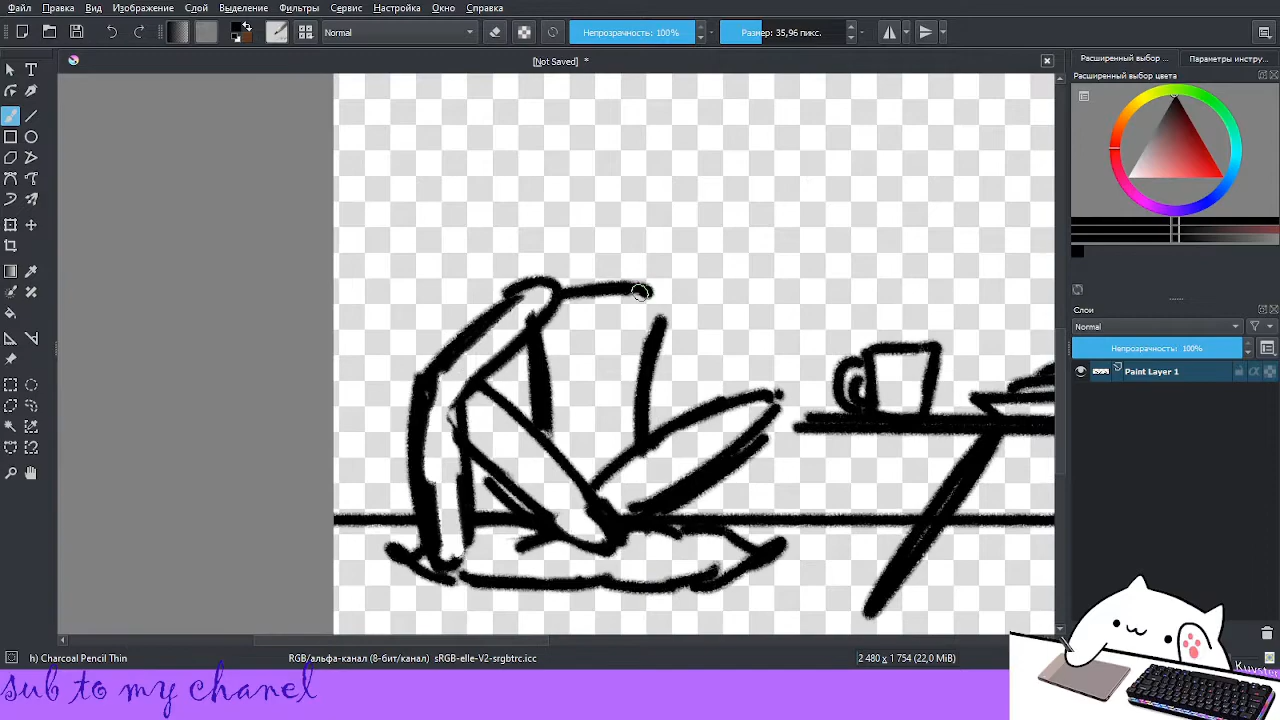 Файл Правка Вид Изображение Слой Выделение Фильтры Сервис Настройка Окно Справка
Normal Непрозрачность: 100% Размер: 35,96 пикс.
[Not Saved] *
Расширенный выбор ... Параметры инстру...
Расширенный выбор цвета
Слои
Normal
Непрозрачность: 100%
Paint Layer 1
h) Charcoal Pencil Thin RGB/альфа-канал (8-бит/канал) sRGB-elle-V2-srgbtrc.icc 2 480 x 1 754 (22,0 MiB)
sub to my chanel